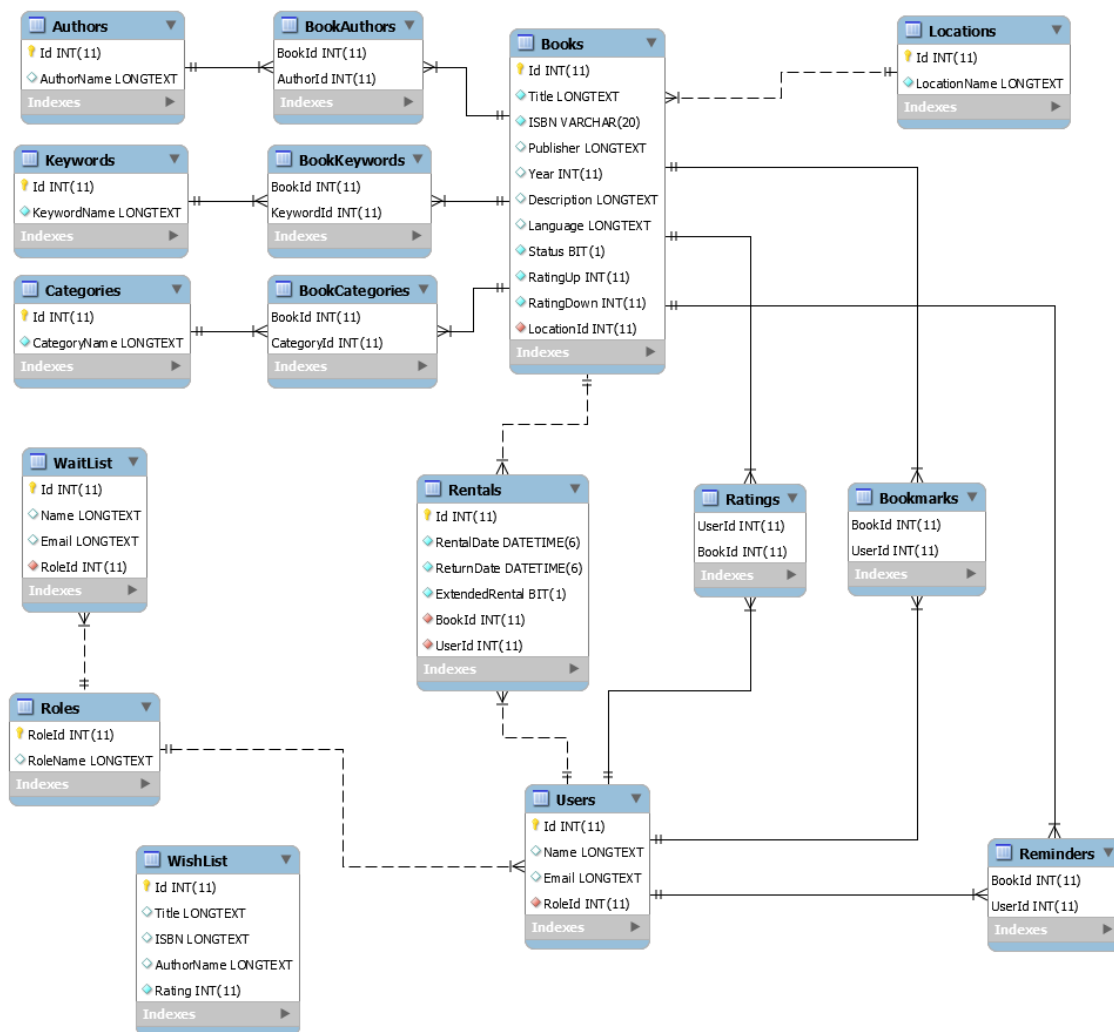 Authors
Id INT(11)
AuthorName LONGTEXT
Indexes
BookAuthors
BookId INT(11)
AuthorId INT(11)
Indexes
Books
Id INT(11)
Title LONGTEXT
ISBN VARCHAR(20)
Publisher LONGTEXT
Year INT(11)
Description LONGTEXT
Language LONGTEXT
Status BIT(1)
RatingUp INT(11)
RatingDown INT(11)
LocationId INT(11)
Indexes
Locations
Id INT(11)
LocationName LONGTEXT
Indexes
Keywords
Id INT(11)
KeywordName LONGTEXT
Indexes
BookKeywords
BookId INT(11)
KeywordId INT(11)
Indexes
Categories
Id INT(11)
CategoryName LONGTEXT
Indexes
BookCategories
BookId INT(11)
CategoryId INT(11)
Indexes
WaitList
Id INT(11)
Name LONGTEXT
Email LONGTEXT
RoleId INT(11)
Indexes
Rentals
Id INT(11)
RentalDate DATETIME(6)
ReturnDate DATETIME(6)
ExtendedRental BIT(1)
BookId INT(11)
UserId INT(11)
Indexes
Ratings
UserId INT(11)
BookId INT(11)
Indexes
Bookmarks
BookId INT(11)
UserId INT(11)
Indexes
Roles
RoleId INT(11)
RoleName LONGTEXT
Indexes
Users
Id INT(11)
Name LONGTEXT
Email LONGTEXT
RoleId INT(11)
Indexes
Reminders
BookId INT(11)
UserId INT(11)
Indexes
WishList
Id INT(11)
Title LONGTEXT
ISBN LONGTEXT
AuthorName LONGTEXT
Rating INT(11)
Indexes